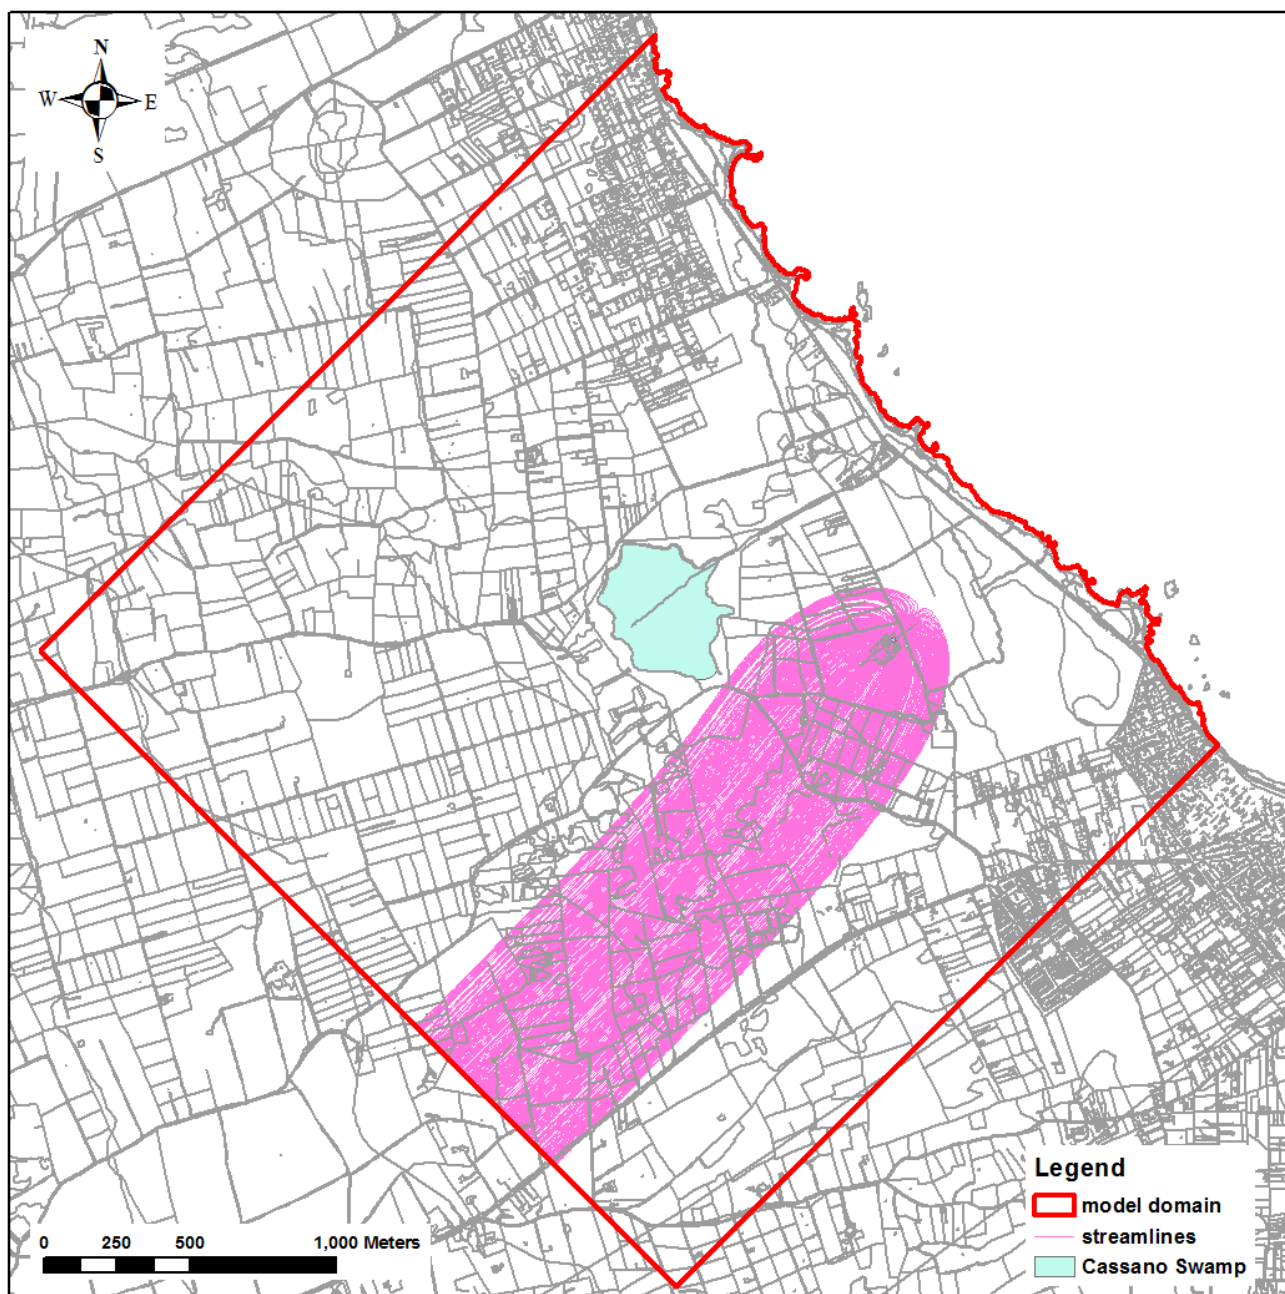 N
W E
S
Legend
model domain
streamlines
Cassano Swamp
0 250 500 1,000 Meters